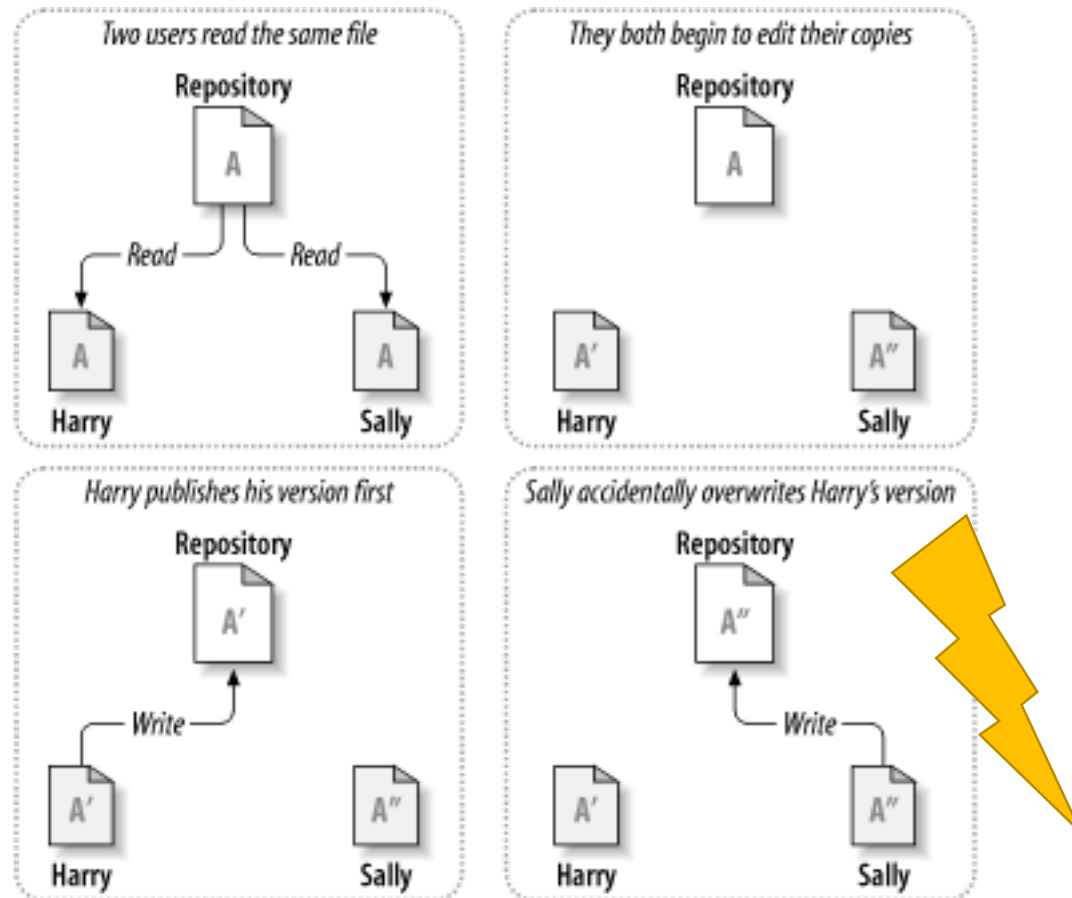 Two users read the same file
Repository
A
Read
Read
A
A
Harry
Sally
They both begin to edit their copies
Repository
A
A'
A"
Harry
Sally
Harry publishes his version first
Repository
A'
Write
A'
A"
Harry
Sally
Sally accidentally overwrites Harry's version
Repository
A"
Write
A'
A"
Harry
Sally